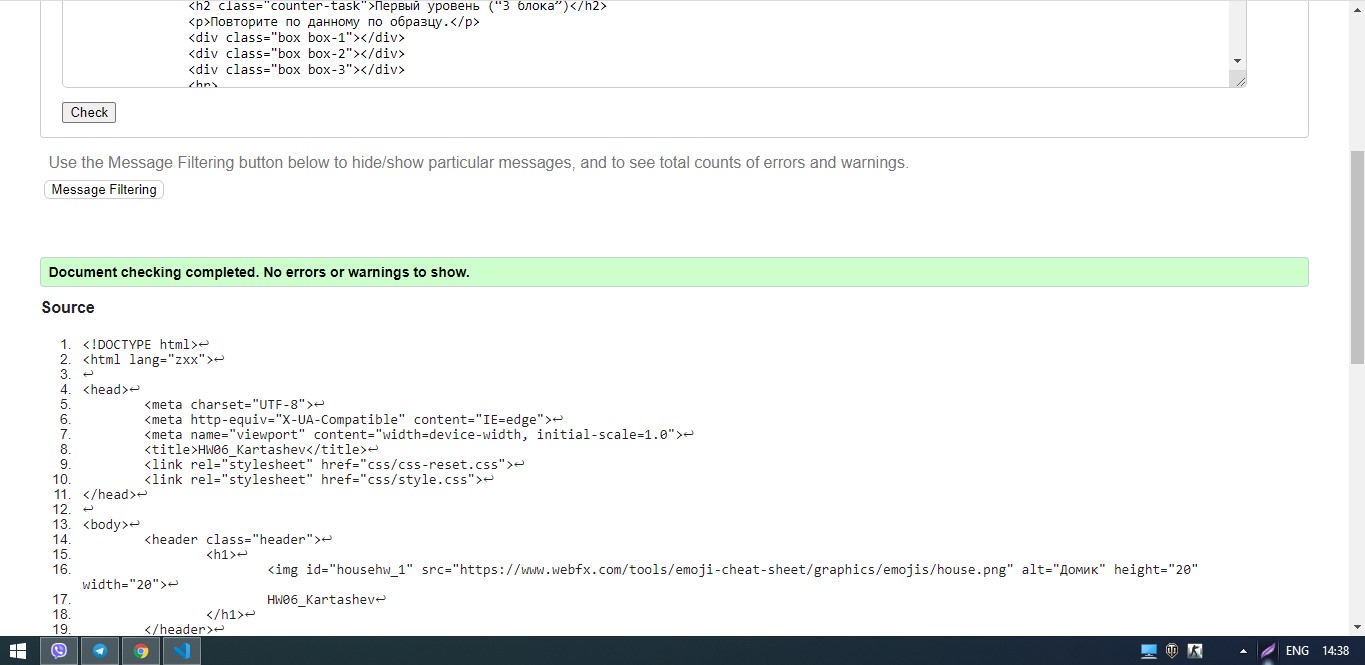 <h2 class="counter-task">Первый уровень (“3 блока”)</h2>
<p>Повторите по данному по образцу.</p>
<div class="box box-1"></div>
<div class="box box-2"></div>
<div class="box box-3"></div>
<hr>
Check
Use the Message Filtering button below to hide/show particular messages, and to see total counts of errors and warnings.
Message Filtering
Document checking completed. No errors or warnings to show.
Source
1. <!DOCTYPE html>↩
2. <html lang="zxx">↩
3. ↩
4. <head>↩
5. <meta charset="UTF-8">↩
6. <meta http-equiv="X-UA-Compatible" content="IE=edge">↩
7. <meta name="viewport" content="width=device-width, initial-scale=1.0">↩
8. <title>HW06_Kartashev</title>↩
9. <link rel="stylesheet" href="css/css-reset.css">↩
10. <link rel="stylesheet" href="css/style.css">↩
11. </head>↩
12. ↩
13. <body>↩
14. <header class="header">↩
15. <h1>↩
16. <img id="househw_1" src="https://www.webfx.com/tools/emoji-cheat-sheet/graphics/emojis/house.png" alt="Домик" height="20"
width="20">↩
17. HW06_Kartashev↩
18. </h1>↩
19. </header>↩
ENG 14:38